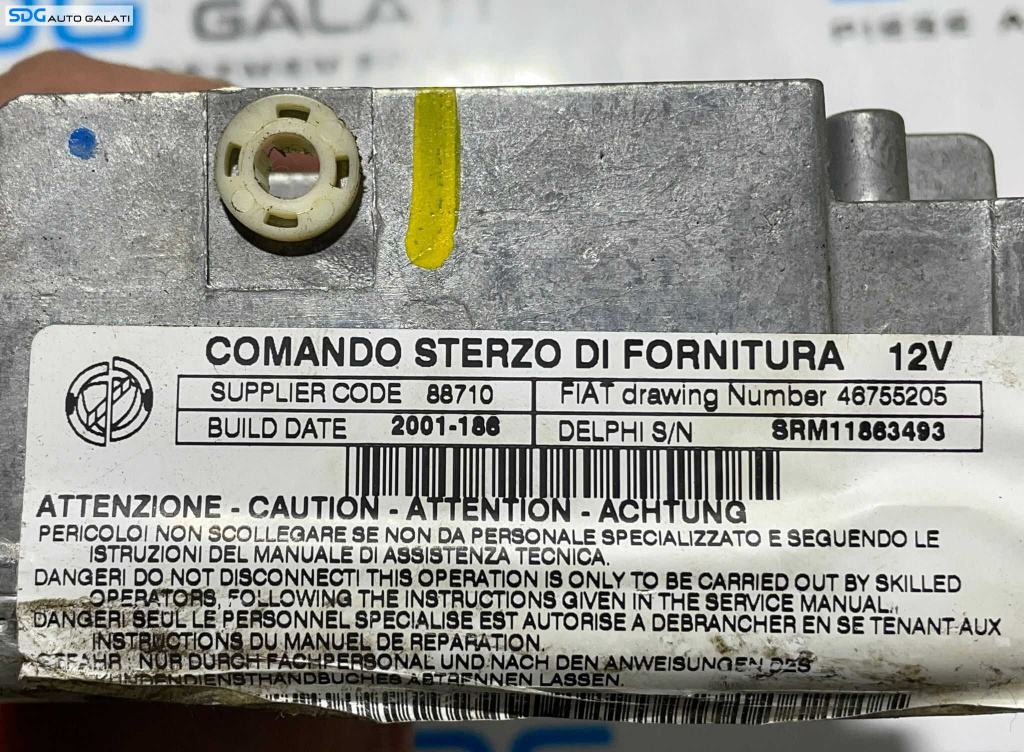 SDG AUTO GALATI
GALATI
PIESE A
COMANDO STERZO DI FORNITURA 12V
SUPPLIER CODE 88710 FIAT drawing Number 46755205
BUILD DATE 2001-186 DELPHI S/N SRM11863493
ATTENZIONE - CAUTION - ATTENTION - ACHTUNG
PERICOLO! NON SCOLLEGARE SE NON DA PERSONALE SPECIALIZZATO E SEGUENDO LE
ISTRUZIONI DEL MANUALE DI ASSISTENZA TECNICA.
DANGER! DO NOT DISCONNECT! THIS OPERATION IS ONLY TO BE CARRIED OUT BY SKILLED
OPERATORS, FOLLOWING THE INSTRUCTIONS GIVEN IN THE SERVICE MANUAL.
DANGER! SEUL LE PERSONNEL SPECIALISE EST AUTORISE A DEBRANCHER EN SE TENANT AUX
INSTRUCTIONS DU MANUEL DE REPARATION.
GEFAHR! NUR DURCH FACHPERSONAL UND NACH DEN ANWEISUNGEN DES
KUNDENDIENSTHANDBUCHES ABTRENNEN LASSEN.